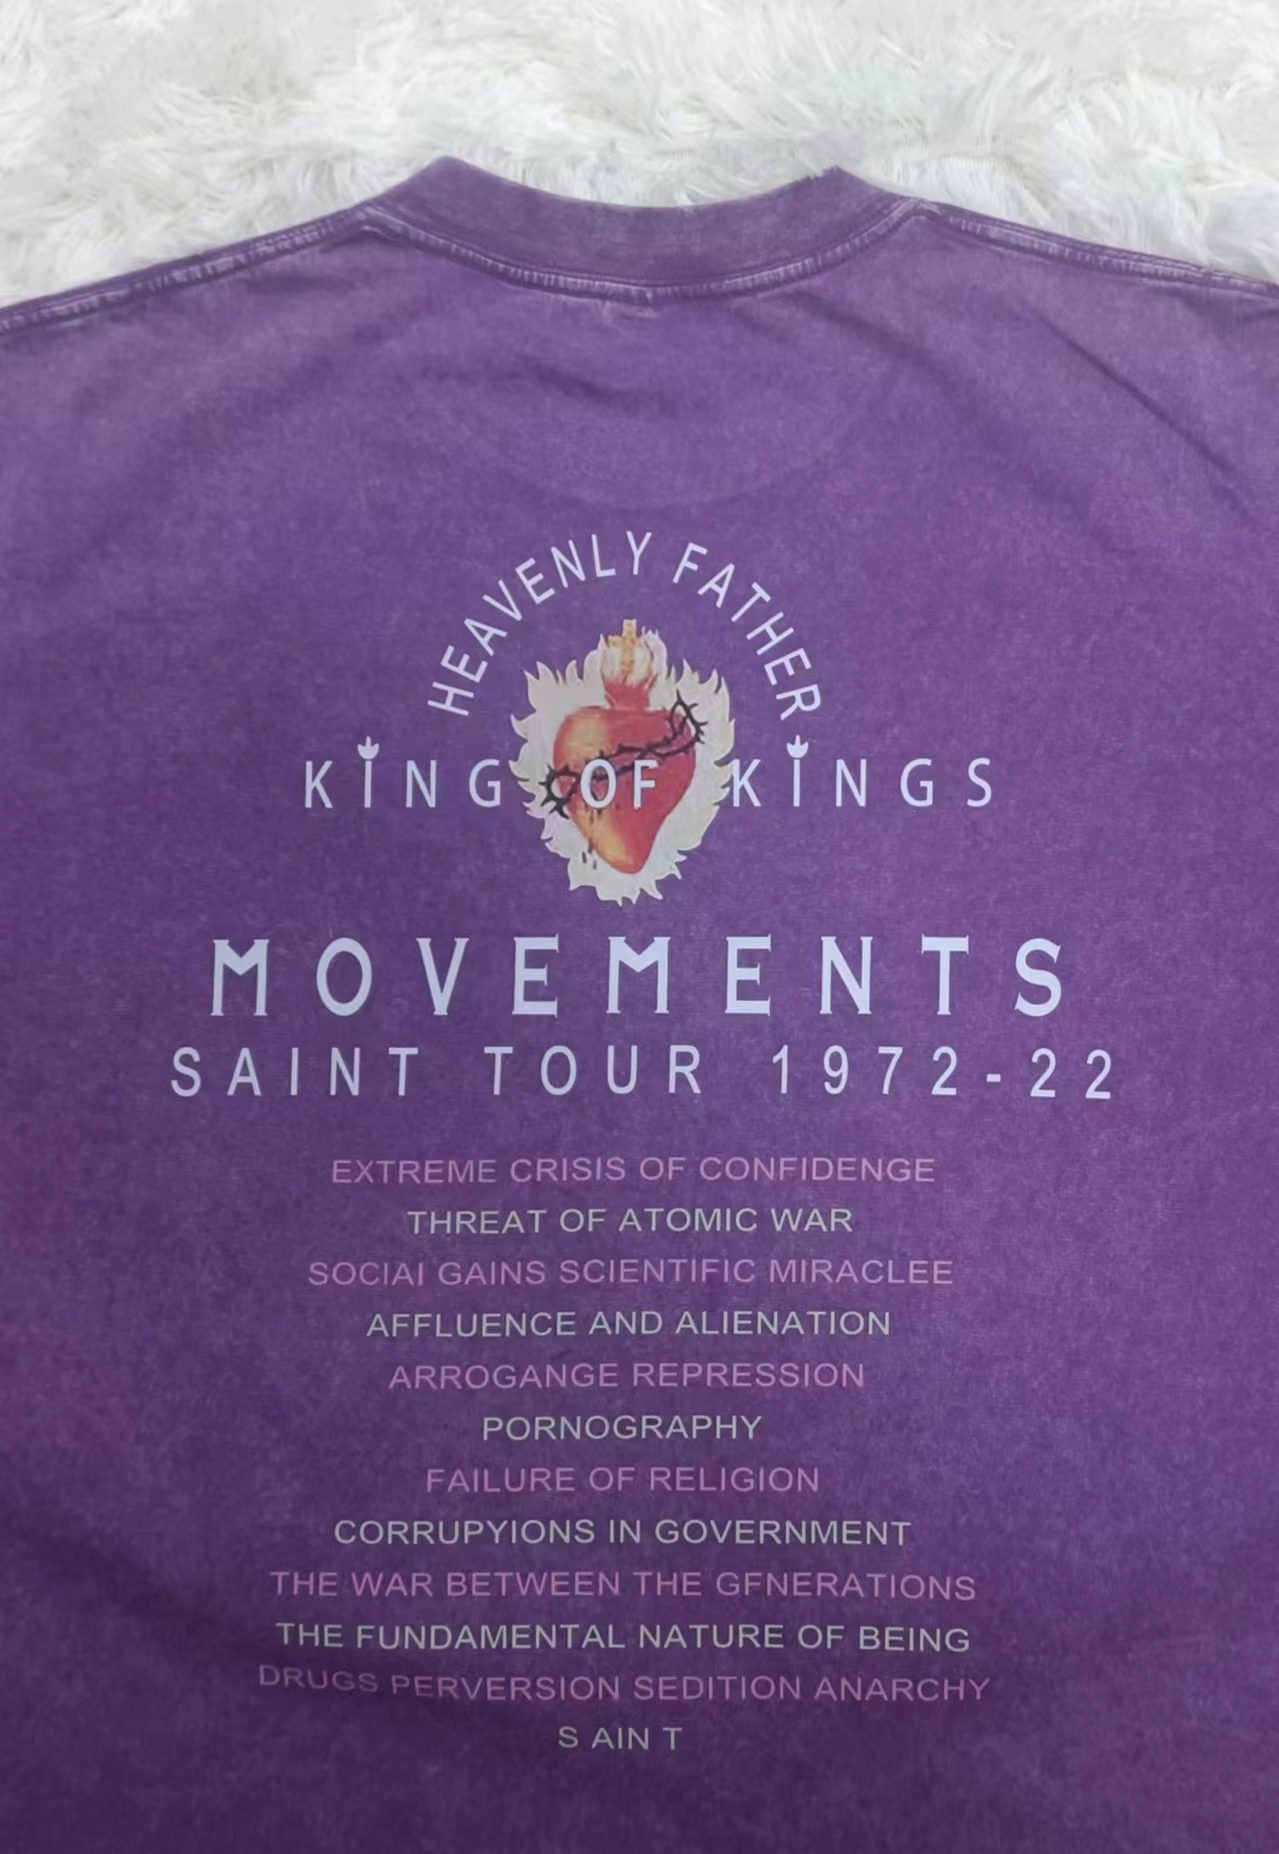 HEAVENLY FATHER
KING OF KINGS
MOVEMENTS
SAINT TOUR 1972-22
EXTREME CRISIS OF CONFIDENGE
THREAT OF ATOMIC WAR
SOCIAI GAINS SCIENTIFIC MIRACLEE
AFFLUENCE AND ALIENATION
ARROGANGE REPRESSION
PORNOGRAPHY
FAILURE OF RELIGION
CORRUPYIONS IN GOVERNMENT
THE WAR BETWEEN THE GFNERATIONS
THE FUNDAMENTAL NATURE OF BEING
DRUGS PERVERSION SEDITION ANARCHY
S AIN T